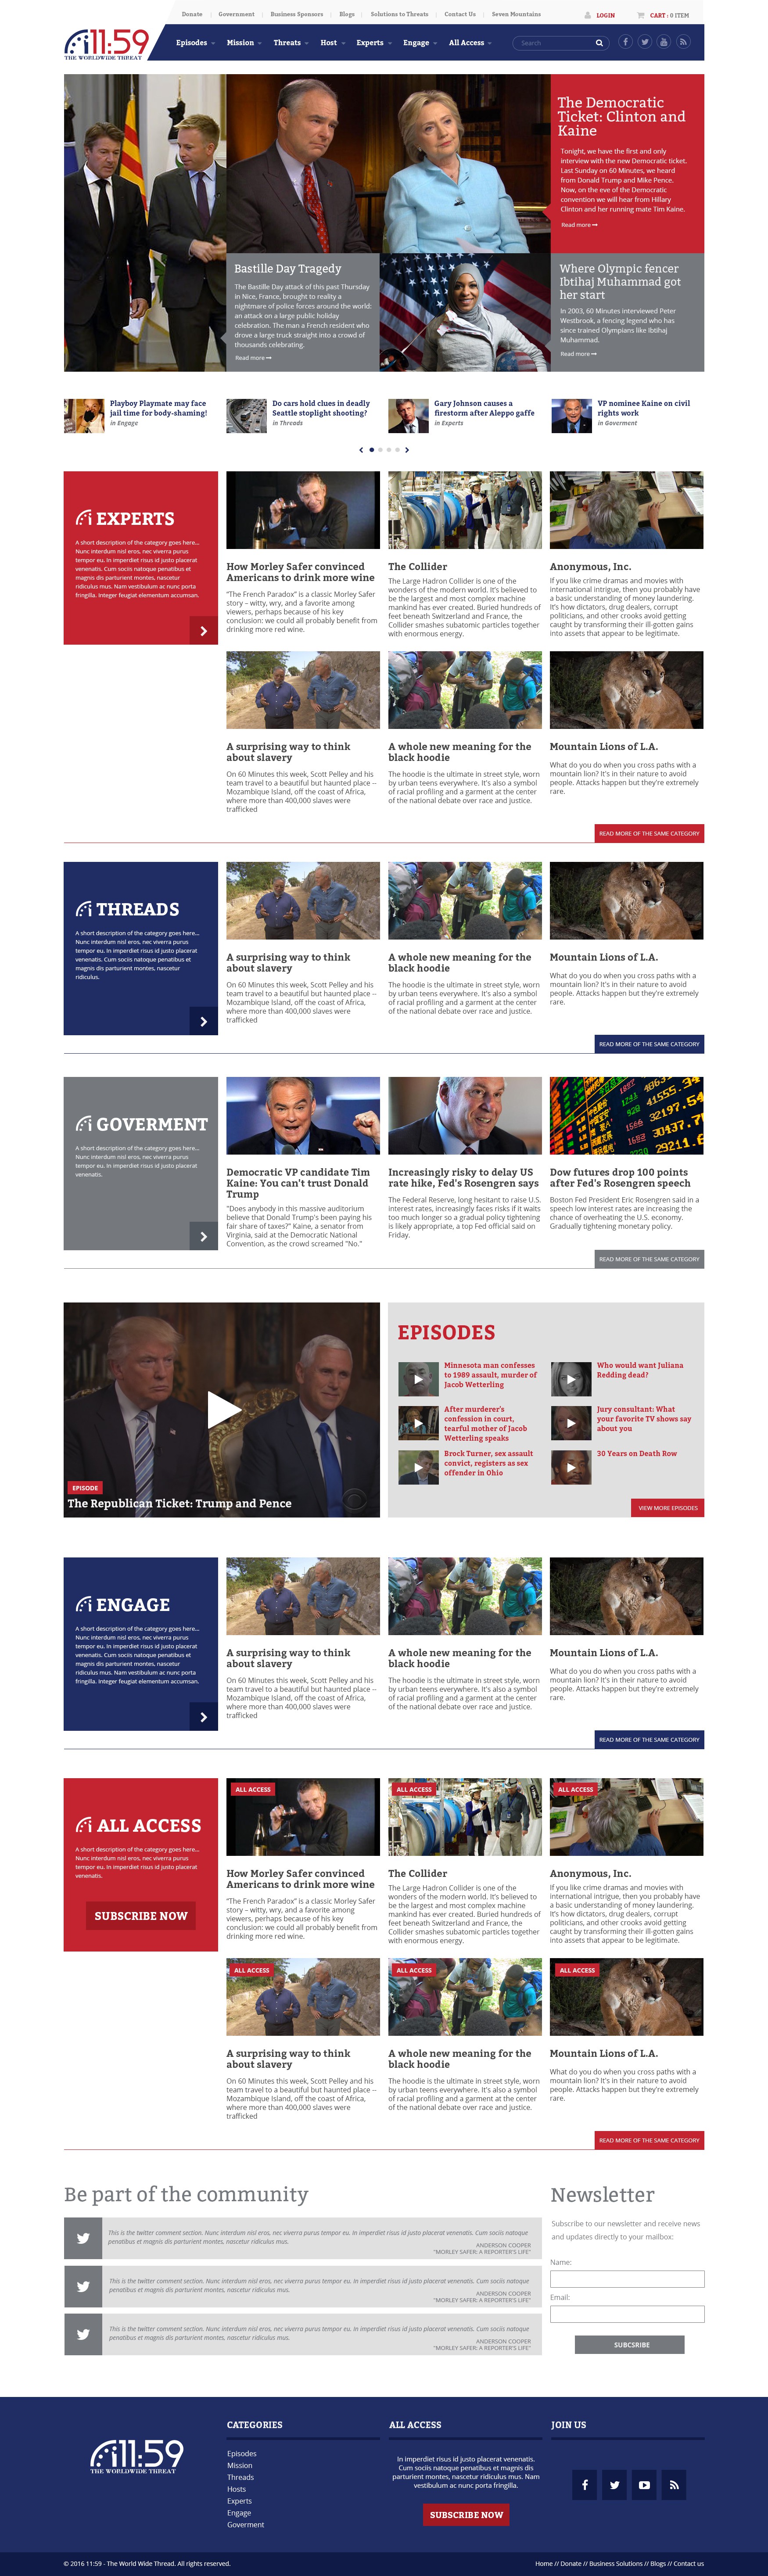 Donate | Government | Business Sponsors | Blogs | Solutions to Threats | Contact Us | Seven Mountains
LOGIN
CART : 0 ITEM
11:59
THE WORLDWIDE THREAT
Episodes Mission Threats Host Experts Engage All Access
Search
The Democratic
Ticket: Clinton and
Kaine
Tonight, we have the first and only
interview with the new Democratic ticket.
Last Sunday on 60 Minutes, we heard
from Donald Trump and Mike Pence.
Now, on the eve of the Democratic
convention we will hear from Hillary
Clinton and her running mate Tim Kaine.
Read more
Bastille Day Tragedy
The Bastille Day attack of this past Thursday
in Nice, France, brought to reality a
nightmare of police forces around the world:
an attack on a large public holiday
celebration. The man a French resident who
drove a large truck straight into a crowd of
thousands celebrating.
Read more
Where Olympic fencer
Ibtihaj Muhammad got
her start
In 2003, 60 Minutes interviewed Peter
Westbrook, a fencing legend who has
since trained Olympians like Ibtihaj
Muhammad.
Read more
Playboy Playmate may face
jail time for body-shaming!
in Engage
Do cars hold clues in deadly
Seattle stoplight shooting?
in Threads
Gary Johnson causes a
firestorm after Aleppo gaffe
in Experts
VP nominee Kaine on civil
rights work
in Goverment
EXPERTS
A short description of the category goes here...
Nunc interdum nisl eros, nec viverra purus
tempor eu. In imperdiet risus id justo placerat
venenatis. Cum sociis natoque penatibus et
magnis dis parturient montes, nascetur
ridiculus mus. Nam vestibulum ac nunc porta
fringilla. Integer feugiat elementum accumsan.
How Morley Safer convinced
Americans to drink more wine
"The French Paradox" is a classic Morley Safer
story – witty, wry, and a favorite among
viewers, perhaps because of his key
conclusion: we could all probably benefit from
drinking more red wine.
The Collider
The Large Hadron Collider is one of the
wonders of the modern world. It's believed to
be the largest and most complex machine
mankind has ever created. Buried hundreds of
feet beneath Switzerland and France, the
Collider smashes subatomic particles together
with enormous energy.
Anonymous, Inc.
If you like crime dramas and movies with
international intrigue, then you probably have
a basic understanding of money laundering.
It's how dictators, drug dealers, corrupt
politicians, and other crooks avoid getting
caught by transforming their ill-gotten gains
into assets that appear to be legitimate.
A surprising way to think
about slavery
On 60 Minutes this week, Scott Pelley and his
team travel to a beautiful but haunted place --
Mozambique Island, off the coast of Africa,
where more than 400,000 slaves were
trafficked
A whole new meaning for the
black hoodie
The hoodie is the ultimate in street style, worn
by urban teens everywhere. It's also a symbol
of racial profiling and a garment at the center
of the national debate over race and justice.
Mountain Lions of L.A.
What do you do when you cross paths with a
mountain lion? It's in their nature to avoid
people. Attacks happen but they're extremely
rare.
READ MORE OF THE SAME CATEGORY
THREADS
A short description of the category goes here...
Nunc interdum nisl eros, nec viverra purus
tempor eu. In imperdiet risus id justo placerat
venenatis. Cum sociis natoque penatibus et
magnis dis parturient montes, nascetur
ridiculus.
A surprising way to think
about slavery
On 60 Minutes this week, Scott Pelley and his
team travel to a beautiful but haunted place --
Mozambique Island, off the coast of Africa,
where more than 400,000 slaves were
trafficked
A whole new meaning for the
black hoodie
The hoodie is the ultimate in street style, worn
by urban teens everywhere. It's also a symbol
of racial profiling and a garment at the center
of the national debate over race and justice.
Mountain Lions of L.A.
What do you do when you cross paths with a
mountain lion? It's in their nature to avoid
people. Attacks happen but they're extremely
rare.
READ MORE OF THE SAME CATEGORY
GOVERMENT
A short description of the category goes here...
Nunc interdum nisl eros, nec viverra purus
tempor eu. In imperdiet risus id justo placerat
venenatis.
Democratic VP candidate Tim
Kaine: You can't trust Donald
Trump
"Does anybody in this massive auditorium
believe that Donald Trump's been paying his
fair share of taxes?" Kaine, a senator from
Virginia, said at the Democratic National
Convention, as the crowd screamed "No."
Increasingly risky to delay US
rate hike, Fed's Rosengren says
The Federal Reserve, long hesitant to raise U.S.
interest rates, increasingly faces risks if it waits
too much longer so a gradual policy tightening
is likely appropriate, a top Fed official said on
Friday.
Dow futures drop 100 points
after Fed's Rosengren speech
Boston Fed President Eric Rosengren said in a
speech low interest rates are increasing the
chance of overheating the U.S. economy.
Gradually tightening monetary policy.
READ MORE OF THE SAME CATEGORY
EPISODE
The Republican Ticket: Trump and Pence
EPISODES
Minnesota man confesses
to 1989 assault, murder of
Jacob Wetterling
Who would want Juliana
Redding dead?
After murderer's
confession in court,
tearful mother of Jacob
Wetterling speaks
Jury consultant: What
your favorite TV shows say
about you
Brock Turner, sex assault
convict, registers as sex
offender in Ohio
30 Years on Death Row
VIEW MORE EPISODES
ENGAGE
A short description of the category goes here...
Nunc interdum nisl eros, nec viverra purus
tempor eu. In imperdiet risus id justo placerat
venenatis. Cum sociis natoque penatibus et
magnis dis parturient montes, nascetur
ridiculus mus. Nam vestibulum ac nunc porta
fringilla. Integer feugiat elementum accumsan.
A surprising way to think
about slavery
On 60 Minutes this week, Scott Pelley and his
team travel to a beautiful but haunted place --
Mozambique Island, off the coast of Africa,
where more than 400,000 slaves were
trafficked
A whole new meaning for the
black hoodie
The hoodie is the ultimate in street style, worn
by urban teens everywhere. It's also a symbol
of racial profiling and a garment at the center
of the national debate over race and justice.
Mountain Lions of L.A.
What do you do when you cross paths with a
mountain lion? It's in their nature to avoid
people. Attacks happen but they're extremely
rare.
READ MORE OF THE SAME CATEGORY
ALL ACCESS
A short description of the category goes here...
Nunc interdum nisl eros, nec viverra purus
tempor eu. In imperdiet risus id justo placerat
venenatis.
SUBSCRIBE NOW
ALL ACCESS
How Morley Safer convinced
Americans to drink more wine
"The French Paradox" is a classic Morley Safer
story – witty, wry, and a favorite among
viewers, perhaps because of his key
conclusion: we could all probably benefit from
drinking more red wine.
ALL ACCESS
The Collider
The Large Hadron Collider is one of the
wonders of the modern world. It's believed to
be the largest and most complex machine
mankind has ever created. Buried hundreds of
feet beneath Switzerland and France, the
Collider smashes subatomic particles together
with enormous energy.
ALL ACCESS
Anonymous, Inc.
If you like crime dramas and movies with
international intrigue, then you probably have
a basic understanding of money laundering.
It's how dictators, drug dealers, corrupt
politicians, and other crooks avoid getting
caught by transforming their ill-gotten gains
into assets that appear to be legitimate.
ALL ACCESS
A surprising way to think
about slavery
On 60 Minutes this week, Scott Pelley and his
team travel to a beautiful but haunted place --
Mozambique Island, off the coast of Africa,
where more than 400,000 slaves were
trafficked
ALL ACCESS
A whole new meaning for the
black hoodie
The hoodie is the ultimate in street style, worn
by urban teens everywhere. It's also a symbol
of racial profiling and a garment at the center
of the national debate over race and justice.
ALL ACCESS
Mountain Lions of L.A.
What do you do when you cross paths with a
mountain lion? It's in their nature to avoid
people. Attacks happen but they're extremely
rare.
READ MORE OF THE SAME CATEGORY
Be part of the community
This is the twitter comment section. Nunc interdum nisl eros, nec viverra purus tempor eu. In imperdiet risus id justo placerat venenatis. Cum sociis natoque
penatibus et magnis dis parturient montes, nascetur ridiculus mus.
ANDERSON COOPER
"MORLEY SAFER: A REPORTER'S LIFE"
This is the twitter comment section. Nunc interdum nisl eros, nec viverra purus tempor eu. In imperdiet risus id justo placerat venenatis. Cum sociis natoque
penatibus et magnis dis parturient montes, nascetur ridiculus mus.
ANDERSON COOPER
"MORLEY SAFER: A REPORTER'S LIFE"
This is the twitter comment section. Nunc interdum nisl eros, nec viverra purus tempor eu. In imperdiet risus id justo placerat venenatis. Cum sociis natoque
penatibus et magnis dis parturient montes, nascetur ridiculus mus.
ANDERSON COOPER
"MORLEY SAFER: A REPORTER'S LIFE"
Newsletter
Subscribe to our newsletter and receive news
and updates directly to your mailbox:
Name:
Email:
SUBCSRIBE
11:59
THE WORLDWIDE THREAT
CATEGORIES
Episodes
Mission
Threads
Hosts
Experts
Engage
Goverment
ALL ACCESS
In imperdiet risus id justo placerat venenatis.
Cum sociis natoque penatibus et magnis dis
parturient montes, nascetur ridiculus mus. Nam
vestibulum ac nunc porta fringilla.
SUBSCRIBE NOW
JOIN US
© 2016 11:59 - The World Wide Thread. All rights reserved.
Home // Donate // Business Solutions // Blogs // Contact us